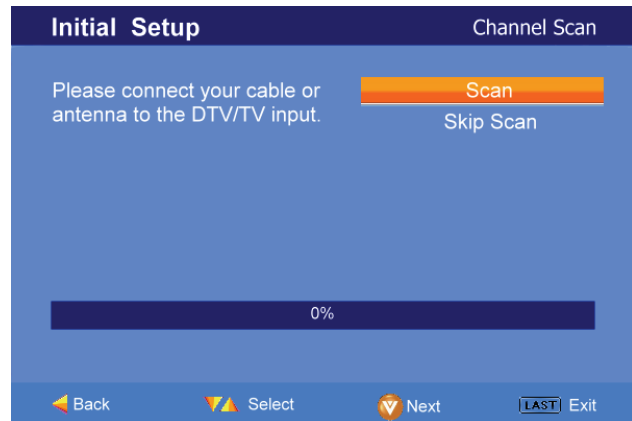 Initial Setup
Channel Scan
Please connect your cable or
antenna to the DTV/TV input.
Scan
Skip Scan
0%
Back
Select
V Next
LAST Exit